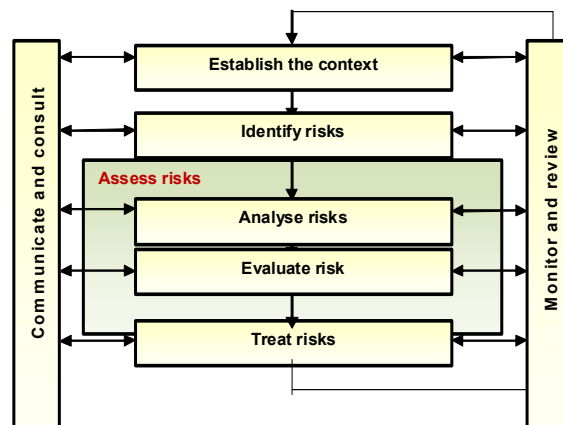 Communicate and consult
Establish the context
Identify risks
Assess risks
Analyse risks
Evaluate risk
Treat risks
Monitor and review